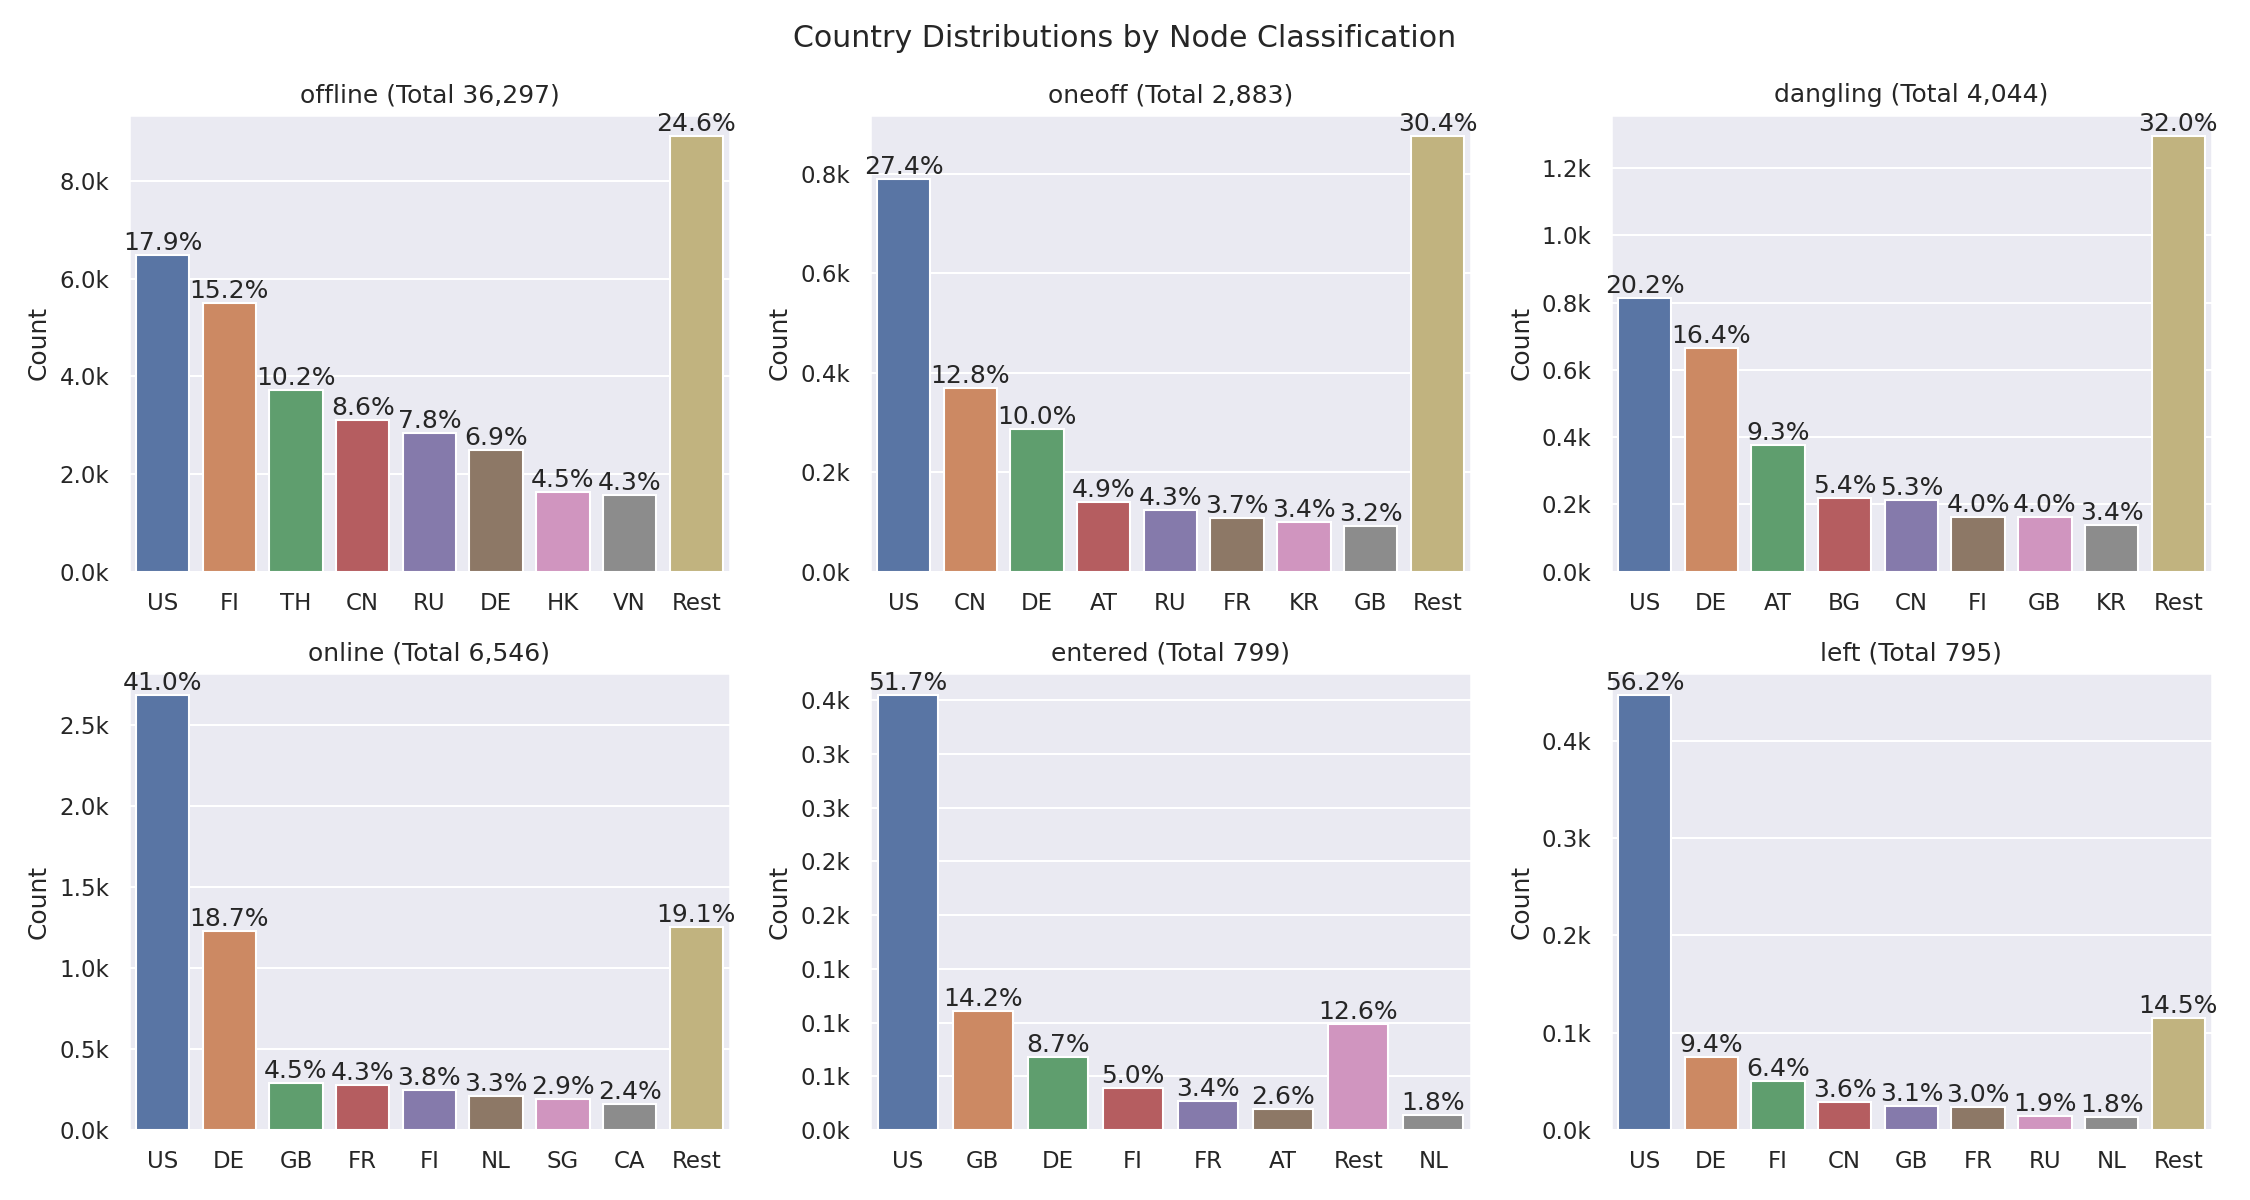 Country Distributions by Node Classification
offline (Total 36,297)
Count
8.0k
6.0k
4.0k
2.0k
0.0k
17.9%
15.2%
10.2%
8.6%
7.8%
6.9%
4.5%
4.3%
24.6%
US FI TH CN RU DE HK VN Rest
oneoff (Total 2,883)
Count
0.8k
0.6k
0.4k
0.2k
0.0k
27.4%
12.8%
10.0%
4.9%
4.3%
3.7%
3.4%
3.2%
30.4%
US CN DE AT RU FR KR GB Rest
dangling (Total 4,044)
Count
1.2k
1.0k
0.8k
0.6k
0.4k
0.2k
0.0k
20.2%
16.4%
9.3%
5.4%
5.3%
4.0%
4.0%
3.4%
32.0%
US DE AT BG CN FI GB KR Rest
online (Total 6,546)
Count
2.5k
2.0k
1.5k
1.0k
0.5k
0.0k
41.0%
18.7%
4.5%
4.3%
3.8%
3.3%
2.9%
2.4%
19.1%
US DE GB FR FI NL SG CA Rest
entered (Total 799)
Count
0.4k
0.3k
0.3k
0.2k
0.2k
0.1k
0.1k
0.1k
0.0k
51.7%
14.2%
8.7%
5.0%
3.4%
2.6%
12.6%
1.8%
US GB DE FI FR AT Rest NL
left (Total 795)
Count
0.4k
0.3k
0.2k
0.1k
0.0k
56.2%
9.4%
6.4%
3.6%
3.1%
3.0%
1.9%
1.8%
14.5%
US DE FI CN GB FR RU NL Rest